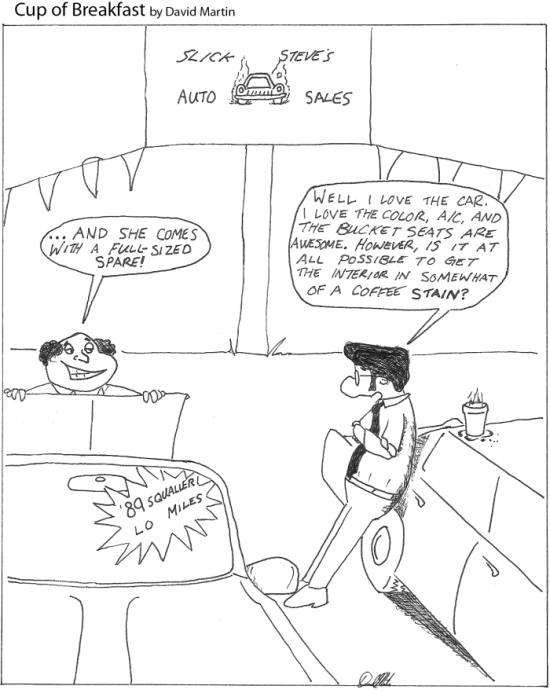 Cup of Breakfast by David Martin
SLICK STEVE'S
AUTO SALES
... AND SHE COMES
WITH A FULL-SIZED
SPARE!
WELL I LOVE THE CAR.
I LOVE THE COLOR, A/C, AND
THE BUCKET SEATS ARE
AWESOME. HOWEVER, IS IT AT
ALL POSSIBLE TO GET
THE INTERIOR IN SOMEWHAT
OF A COFFEE STAIN?
'89 SQUALLER!
LO MILES